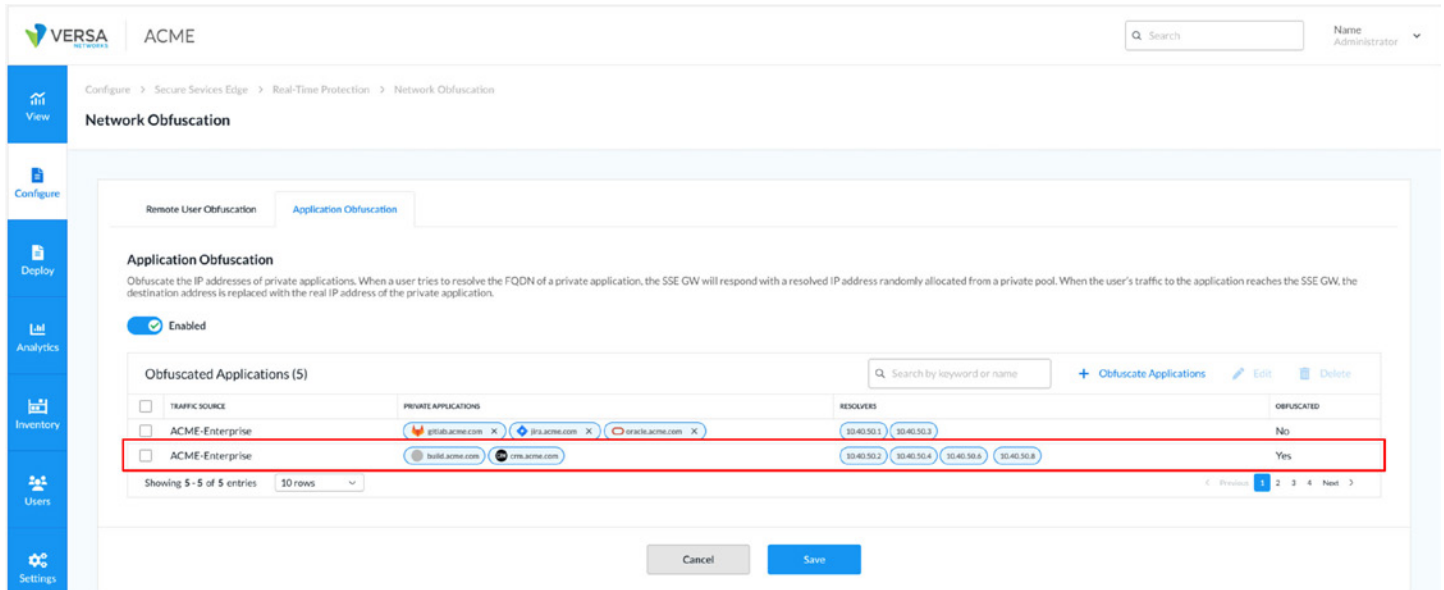 VERSA
NETWORKS
ACME
Search
Name
Administrator
View
Configure
Deploy
Analytics
Inventory
Users
Settings
Configure > Secure Sevices Edge > Real-Time Protection > Network Obfuscation
Network Obfuscation
Remote User Obfuscation
Application Obfuscation
Application Obfuscation
Obfuscate the IP addresses of private applications. When a user tries to resolve the FQDN of a private application, the SSE GW will respond with a resolved IP address randomly allocated from a private pool. When the user's traffic to the application reaches the SSE GW, the
destination address is replaced with the real IP address of the private application.
Enabled
Obfuscated Applications (5)
Search by keyword or name
+ Obfuscate Applications
Edit
Delete
TRAFFIC SOURCE PRIVATE APPLICATIONS RESOLVERS OBFUSCATED
ACME-Enterprise gitlab.acme.com X jira.acme.com X oracle.acme.com X 10.40.50.1 10.40.50.3 No
ACME-Enterprise build.acme.com crm.acme.com 10.40.50.2 10.40.50.4 10.40.50.6 10.40.50.8 Yes
Showing 5 - 5 of 5 entries 10 rows < Previous 1 2 3 4 Next >
Cancel
Save